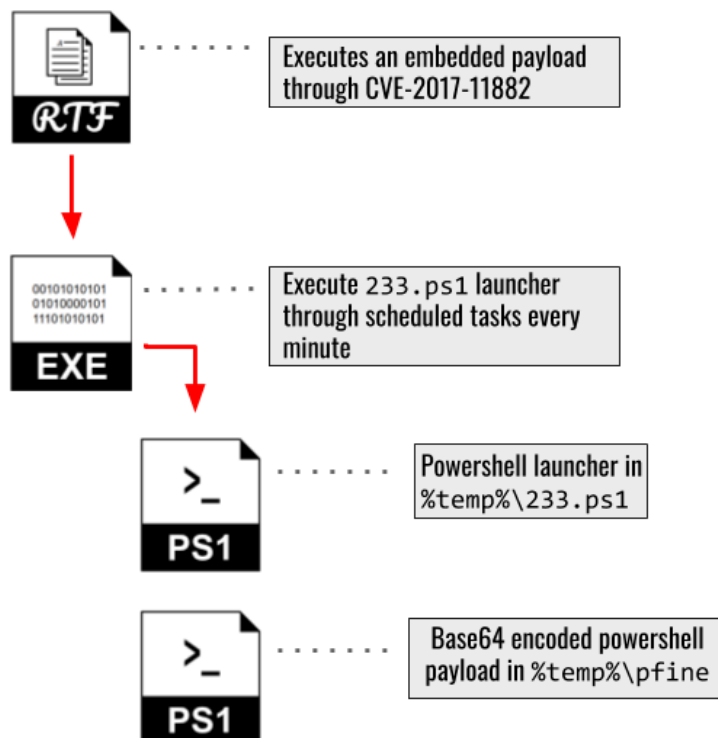 RTF
Executes an embedded payload
through CVE-2017-11882
00101010101
01010000101
11101010101
EXE
Execute 233.ps1 launcher
through scheduled tasks every
minute
>_
PS1
Powershell launcher in
%temp%\233.ps1
>_
PS1
Base64 encoded powershell
payload in %temp%\pfine